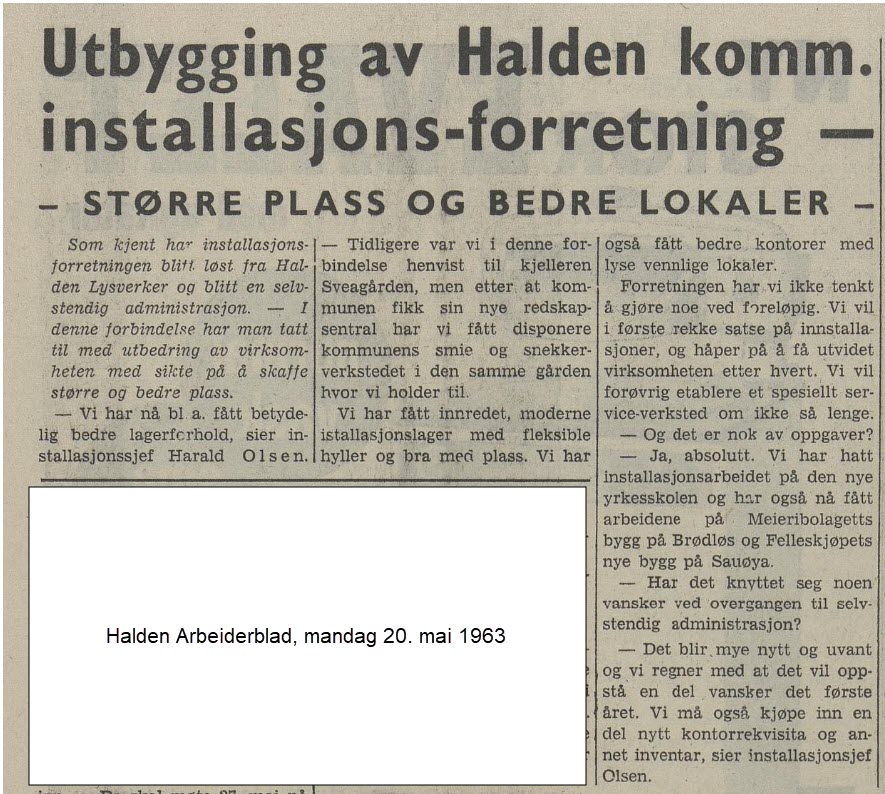 Utbygging av Halden komm.
installasjons-forretning —
– STØRRE PLASS OG BEDRE LOKALER –
Som kjent har installasjons-
forretningen blitt løst fra Hal-
den Lysverker og blitt en selv-
stendig administrasjon. — I
denne forbindelse har man tatt
til med utbedring av virksom-
heten med sikte på å skaffe
større og bedre plass.
— Vi har nå bl a. fått betyde-
lig bedre lagerforhold, sier in-
stallasjonssjef Harald Olsen.
— Tidligere var vi i denne for-
bindelse henvist til kjelleren
Sveagården, men etter at kom-
munen fikk sin nye redskap-
sentral har vi fått disponere
kommunens smie og snekker-
verkstedet i den samme gården
hvor vi holder til.
Vi har fått innredet, moderne
istallasjonslager med fleksible
hyller og bra med plass. Vi har
også fått bedre kontorer med
lyse vennlige lokaler.
Forretningen har vi ikke tenkt
å gjøre noe ved foreløpig. Vi vil
i første rekke satse på innstalla-
sjoner, og håper på å få utvidet
virksomheten etter hvert. Vi vil
forøvrig etablere et spesielt ser-
vice-verksted om ikke så lenge.
— Og det er nok av oppgaver?
— Ja, absolutt. Vi har hatt
installasjonsarbeidet på den nye
yrkesskolen og har også nå fått
arbeidene på Meieribolagetts
bygg på Brødløs og Felleskjøpets
nye bygg på Sauøya.
— Har det knyttet seg noen
vansker ved overgangen til selv-
stendig administrasjon?
— Det blir mye nytt og uvant
og vi regner med at det vil opp-
stå en del vansker det første
året. Vi må også kjøpe inn en
del nytt kontorrekvisita og an-
net inventar, sier installasjonsjef
Olsen.
Halden Arbeiderblad, mandag 20. mai 1963